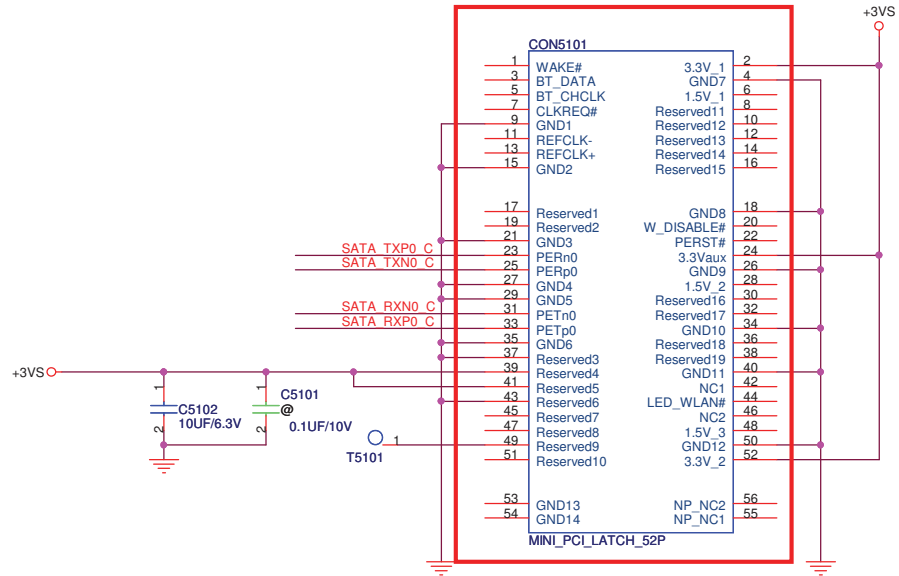 +3VS
CON5101
1 WAKE# 3.3V_1 2
3 BT_DATA GND7 4
5 BT_CHCLK 1.5V_1 6
7 CLKREQ# Reserved11 8
9 GND1 Reserved12 10
11 REFCLK- Reserved13 12
13 REFCLK+ Reserved14 14
15 GND2 Reserved15 16
17 Reserved1 GND8 18
19 Reserved2 W_DISABLE# 20
21 GND3 PERST# 22
SATA_TXP0_C 23 PERn0 3.3Vaux 24
SATA_TXN0_C 25 PERp0 GND9 26
27 GND4 1.5V_2 28
29 GND5 Reserved16 30
SATA_RXN0_C 31 PETn0 Reserved17 32
SATA_RXP0_C 33 PETp0 GND10 34
35 GND6 Reserved18 36
37 Reserved3 Reserved19 38
+3VS 39 Reserved4 GND11 40
41 Reserved5 NC1 42
43 Reserved6 LED_WLAN# 44
45 Reserved7 NC2 46
47 Reserved8 1.5V_3 48
49 Reserved9 GND12 50
51 Reserved10 3.3V_2 52
53 GND13 NP_NC2 56
54 GND14 NP_NC1 55
MINI_PCI_LATCH_52P
1
C5102
10UF/6.3V
2
1
C5101
@
0.1UF/10V
2
1
T5101